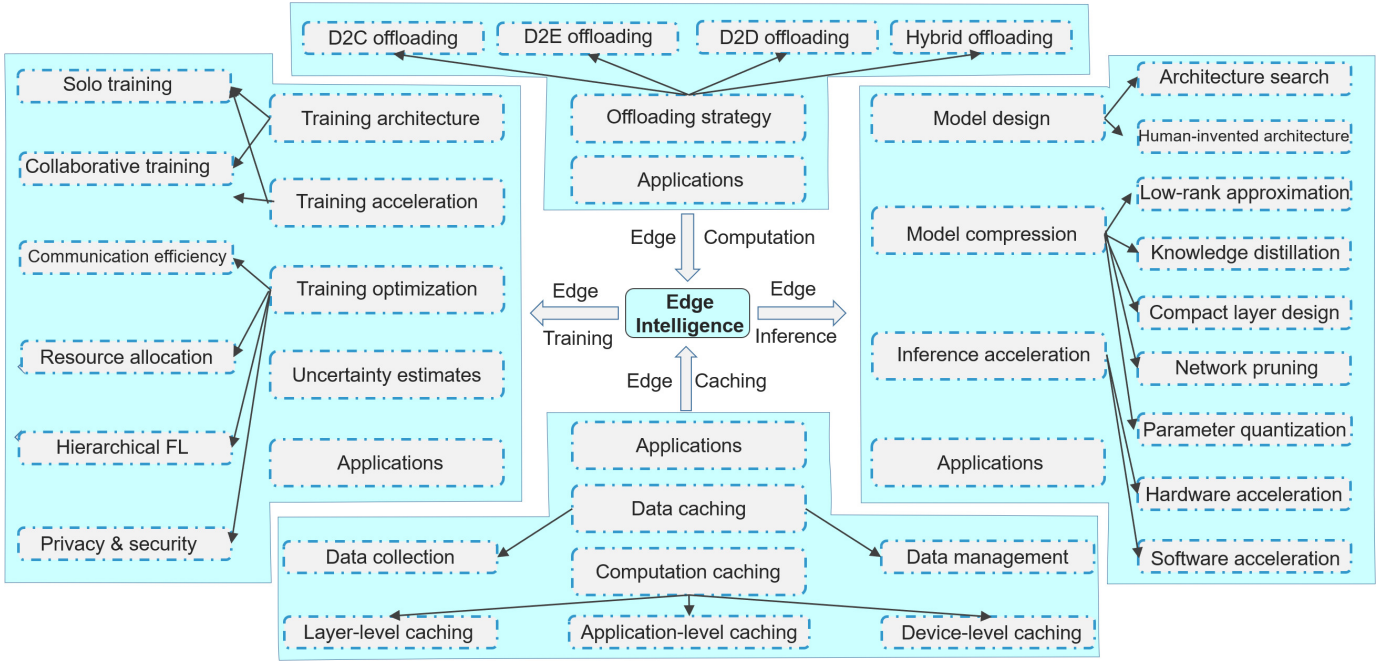 D2C offloading
D2E offloading
D2D offloading
Hybrid offloading
Offloading strategy
Applications
Edge Computation
Solo training
Collaborative training
Communication efficiency
Resource allocation
Hierarchical FL
Privacy & security
Training architecture
Training acceleration
Training optimization
Uncertainty estimates
Applications
Edge
Training
Edge
Intelligence
Edge
Inference
Model design
Model compression
Inference acceleration
Applications
Architecture search
Human-invented architecture
Low-rank approximation
Knowledge distillation
Compact layer design
Network pruning
Parameter quantization
Hardware acceleration
Software acceleration
Edge Caching
Applications
Data caching
Data collection
Data management
Computation caching
Layer-level caching
Application-level caching
Device-level caching